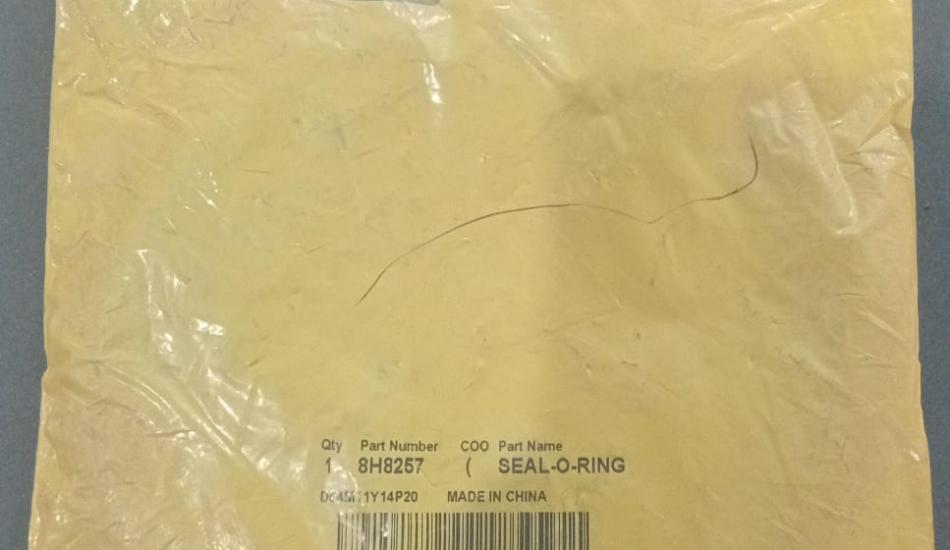 Qty Part Number COO Part Name
1 8H8257 ( SEAL-O-RING
MADE IN CHINA